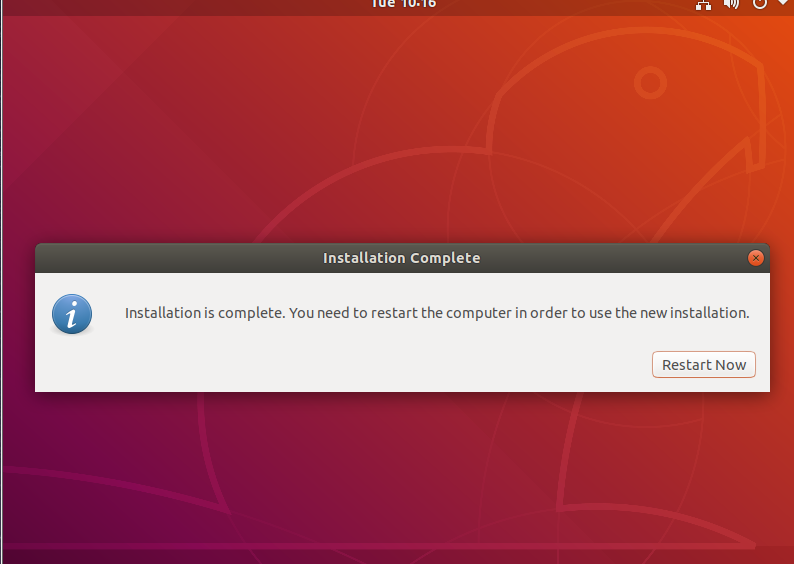 Tue 10:16
Installation Complete
Installation is complete. You need to restart the computer in order to use the new installation.
Restart Now